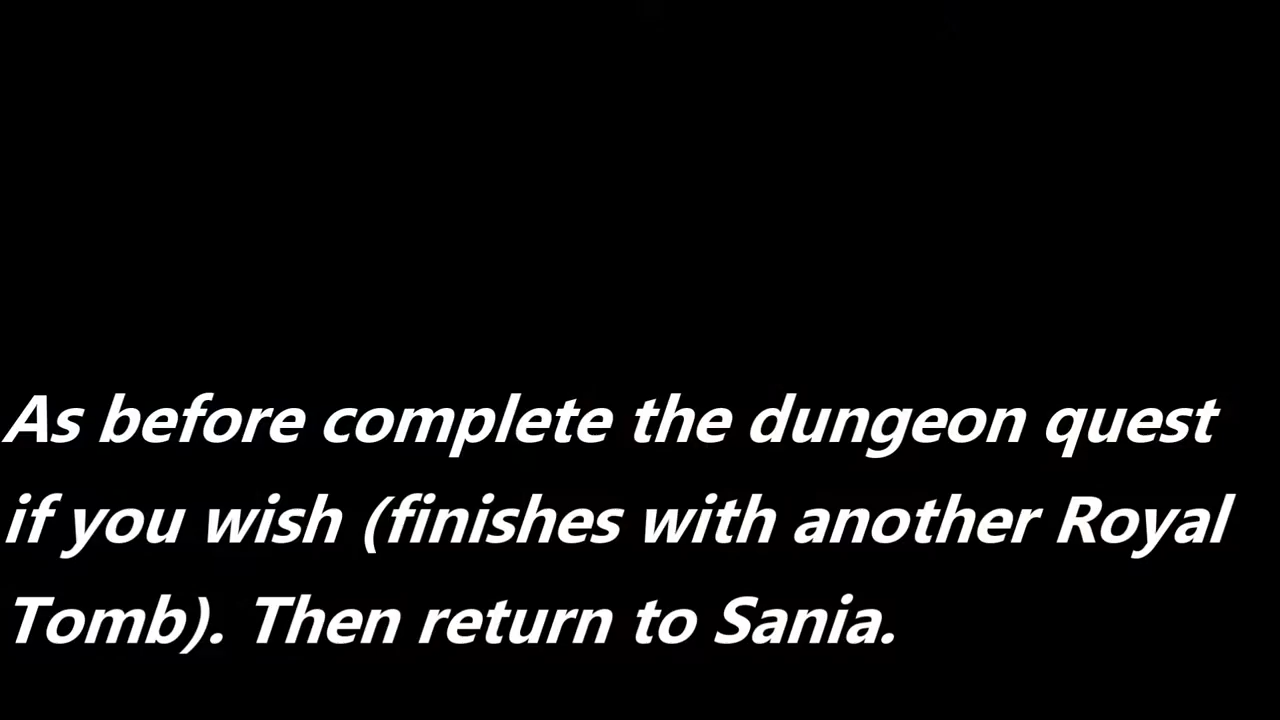 As before complete the dungeon quest
if you wish (finishes with another Royal
Tomb). Then return to Sania.